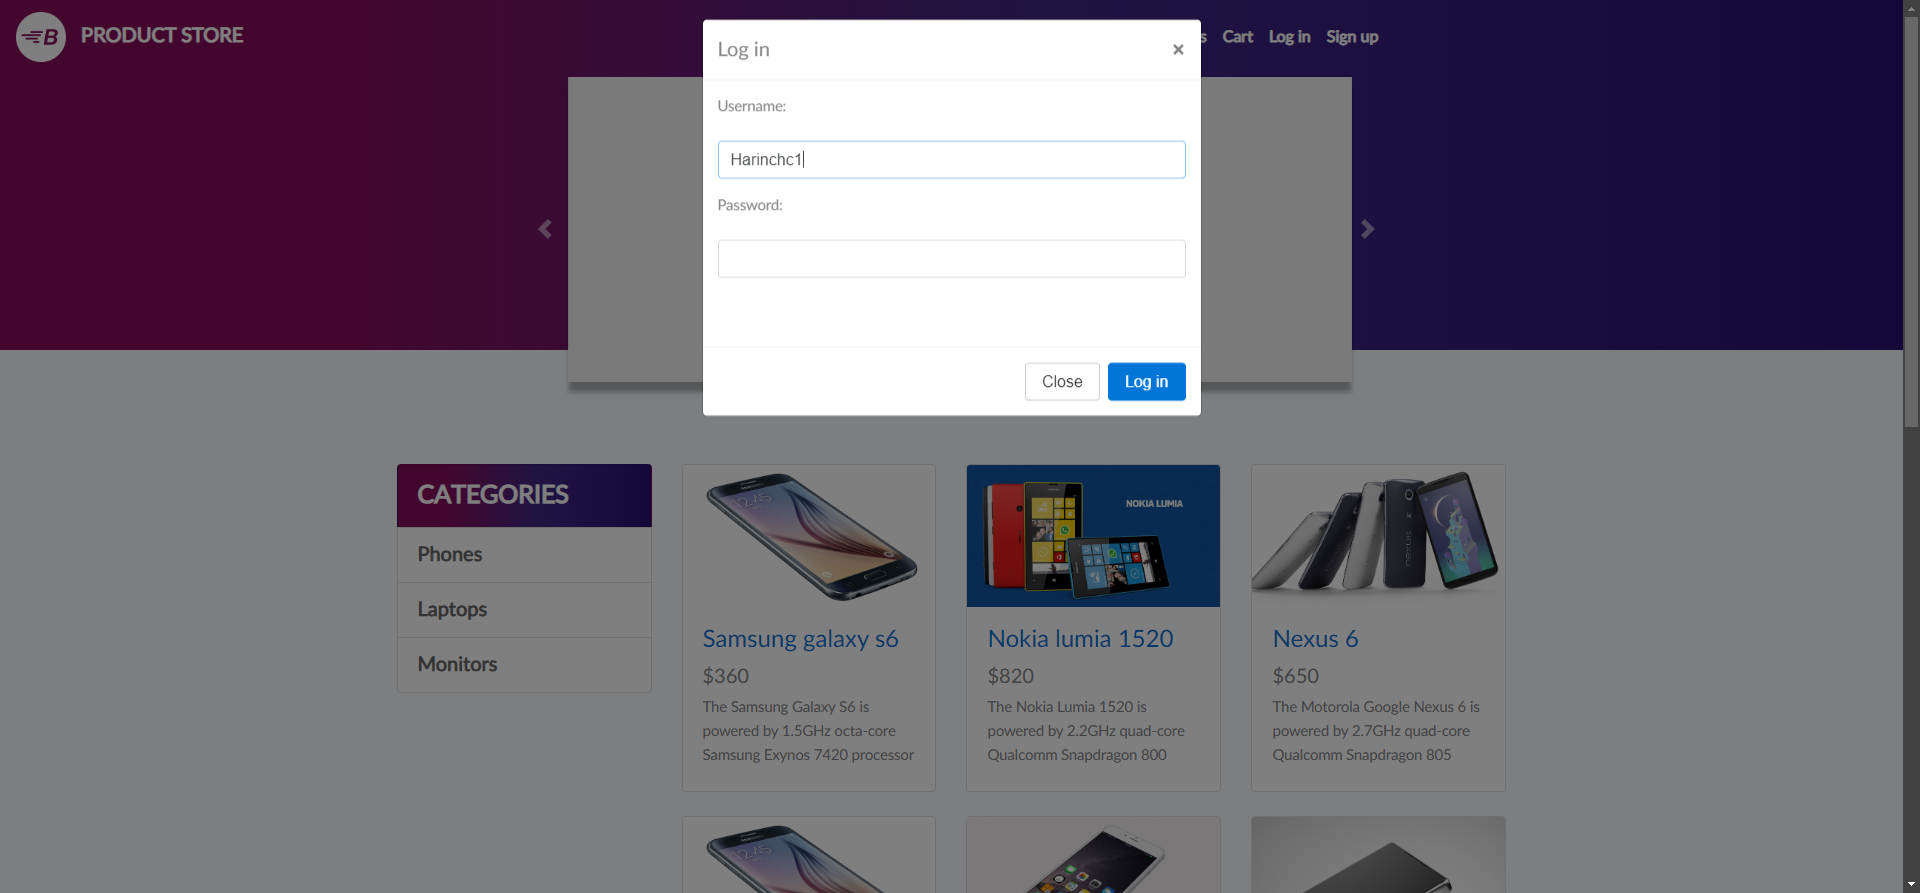 B PRODUCT STORE
s Cart Log in Sign up
Log in
×
Username:
Harinchc1
Password:
Close Log in
CATEGORIES
Phones
Laptops
Monitors
12:45
NOKIA LUMIA
nexus
Samsung galaxy s6
$360
The Samsung Galaxy S6 is
powered by 1.5GHz octa-core
Samsung Exynos 7420 processor
Nokia lumia 1520
$820
The Nokia Lumia 1520 is
powered by 2.2GHz quad-core
Qualcomm Snapdragon 800
Nexus 6
$650
The Motorola Google Nexus 6 is
powered by 2.7GHz quad-core
Qualcomm Snapdragon 805